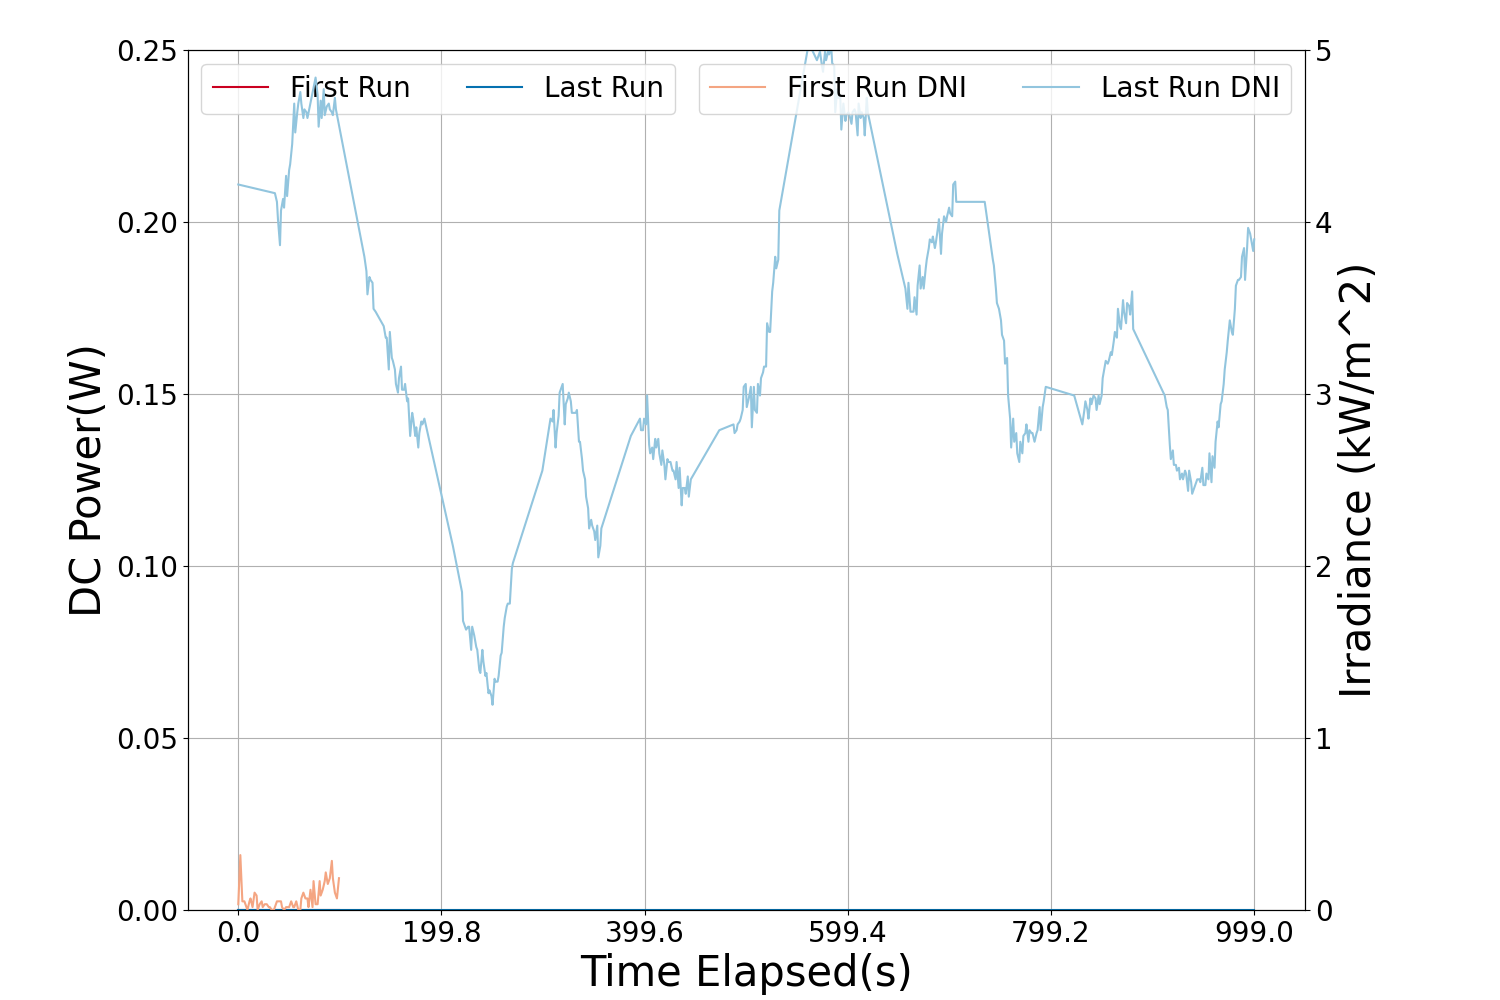 First Run
Last Run
First Run DNI
Last Run DNI
0.25
0.20
0.15
0.10
0.05
0.00
DC Power(W)
5
4
3
2
1
0
Irradiance (kW/m^2)
0.0
199.8
399.6
599.4
799.2
999.0
Time Elapsed(s)